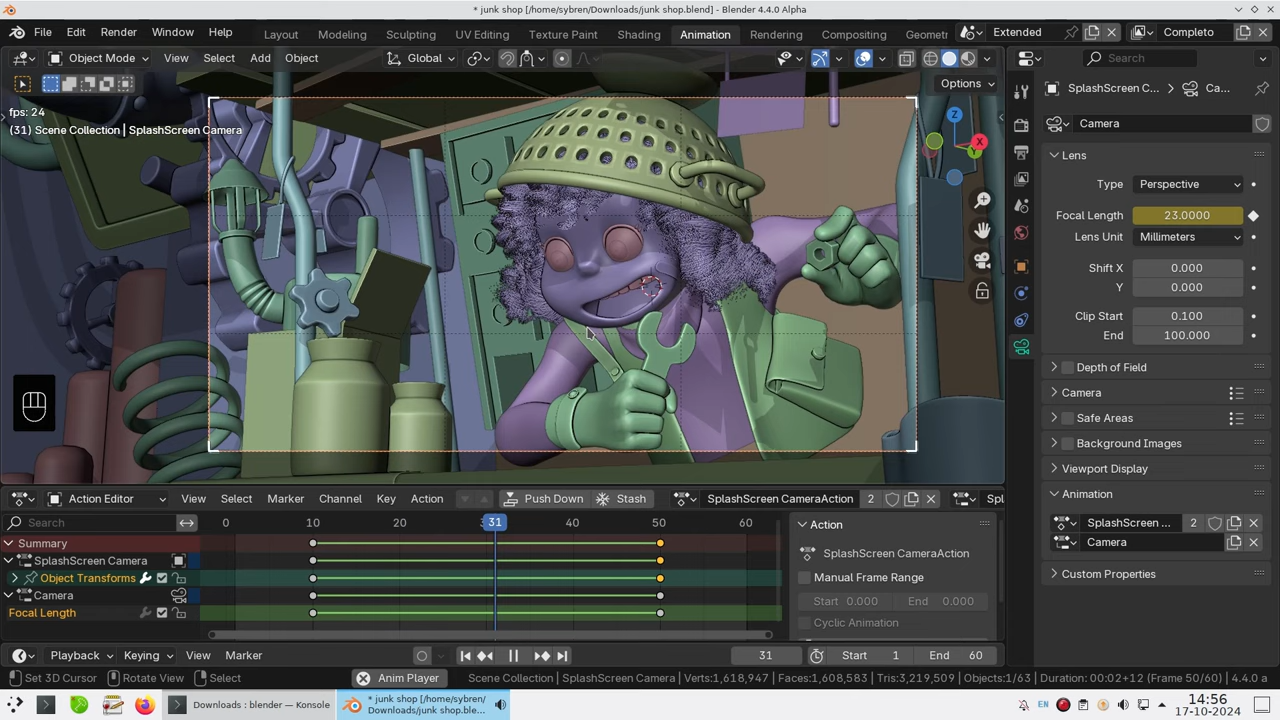 * junk shop [/home/sybren/Downloads/junk shop.blend] - Blender 4.4.0 Alpha
File Edit Render Window Help Layout Modeling Sculpting UV Editing Texture Paint Shading Animation Rendering Compositing Geomet Extended Completo
Object Mode View Select Add Object Global Search
Options SplashScreen C... Ca...
fps: 24
(31) Scene Collection | SplashScreen Camera
Z
X
Y
Camera
Lens
Type Perspective
Focal Length 23.0000
Lens Unit Millimeters
Shift X 0.000
Y 0.000
Clip Start 0.100
End 100.000
Depth of Field
Camera
Safe Areas
Background Images
Viewport Display
Animation
SplashScreen ... 2
Camera
Custom Properties
Action Editor View Select Marker Channel Key Action Push Down Stash SplashScreen CameraAction 2 Spl
Search 0 10 20 31 40 50 60
Summary
SplashScreen Camera
Object Transforms
Camera
Focal Length
Action
SplashScreen CameraAction
Manual Frame Range
Start 0.000 End 0.000
Cyclic Animation
Playback Keying View Marker 31 Start 1 End 60
Set 3D Cursor Rotate View Select Anim Player Scene Collection | SplashScreen Camera | Verts:1,618,947 | Faces:1,608,583 | Tris:3,219,509 | Objects:1/63 | Duration: 00:02+12 (Frame 50/60) | 4.4.0 a
Downloads : blender — Konsole
* junk shop [/home/sybren/
Downloads/junk shop.ble...
EN
14:56
17-10-2024